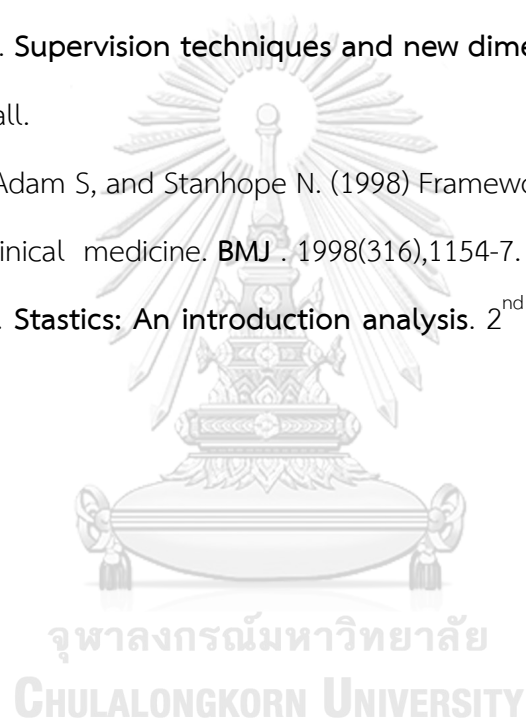 . Supervision techniques and new dime
all.
Adam S, and Stanhope N. (1998) Framewo
inical medicine. BMJ . 1998(316),1154-7.
. Stastics: An introduction analysis. 2nd
จุฬาลงกรณ์มหาวิทยาลัย
CHULALONGKORN UNIVERSITY